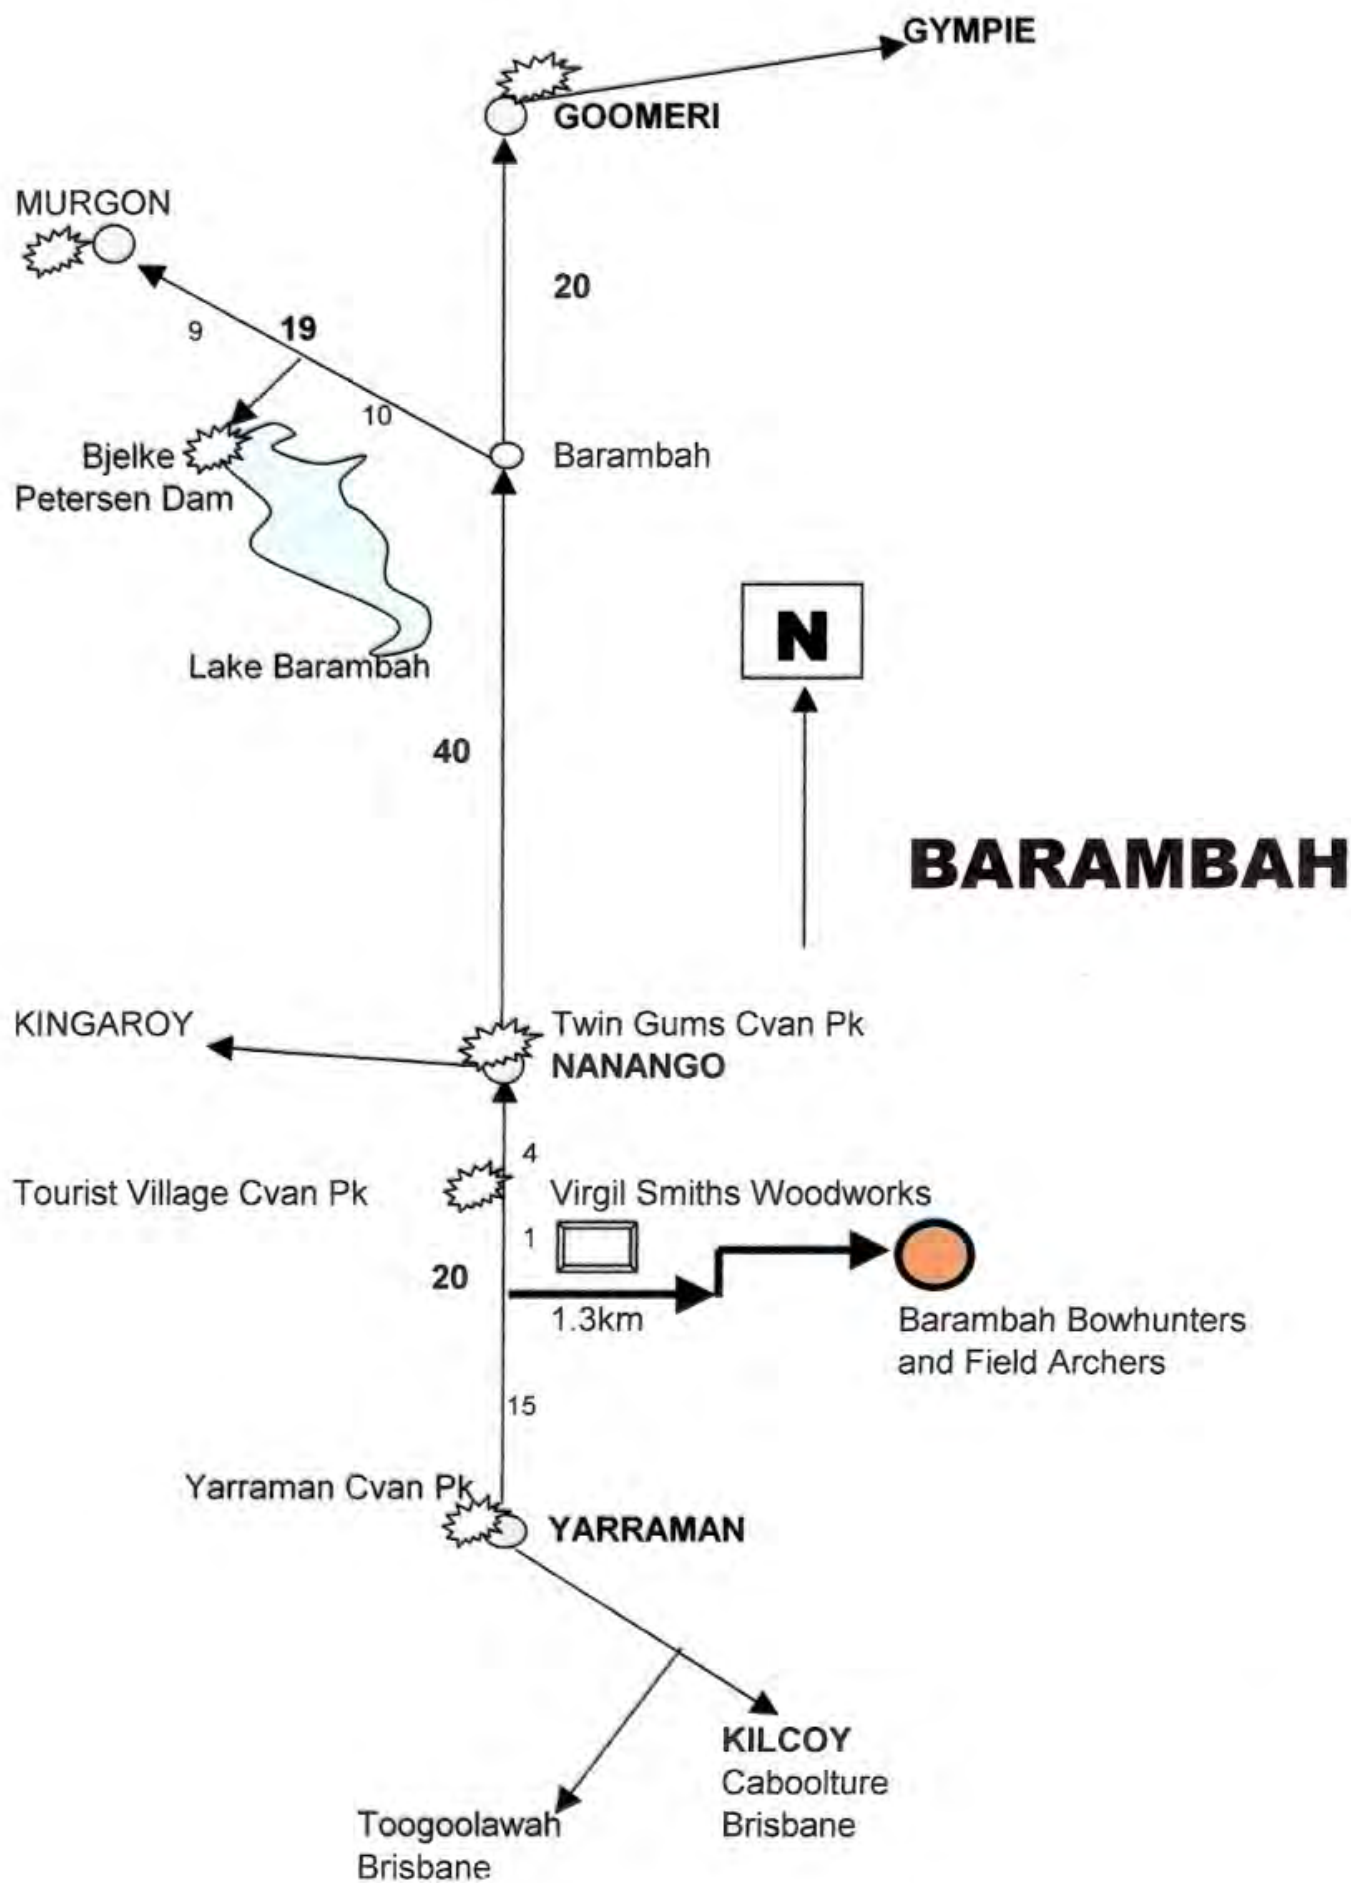 GYMPIE
GOOMERI
MURGON
20
9
19
10
Bjelke
Petersen Dam
Barambah
N
Lake Barambah
40
BARAMBAH
KINGAROY
Twin Gums Cvan Pk
NANANGO
4
Tourist Village Cvan Pk
Virgil Smiths Woodworks
1
20
1.3km
Barambah Bowhunters
and Field Archers
15
Yarraman Cvan Pk
YARRAMAN
KILCOY
Caboolture
Brisbane
Toogoolawah
Brisbane